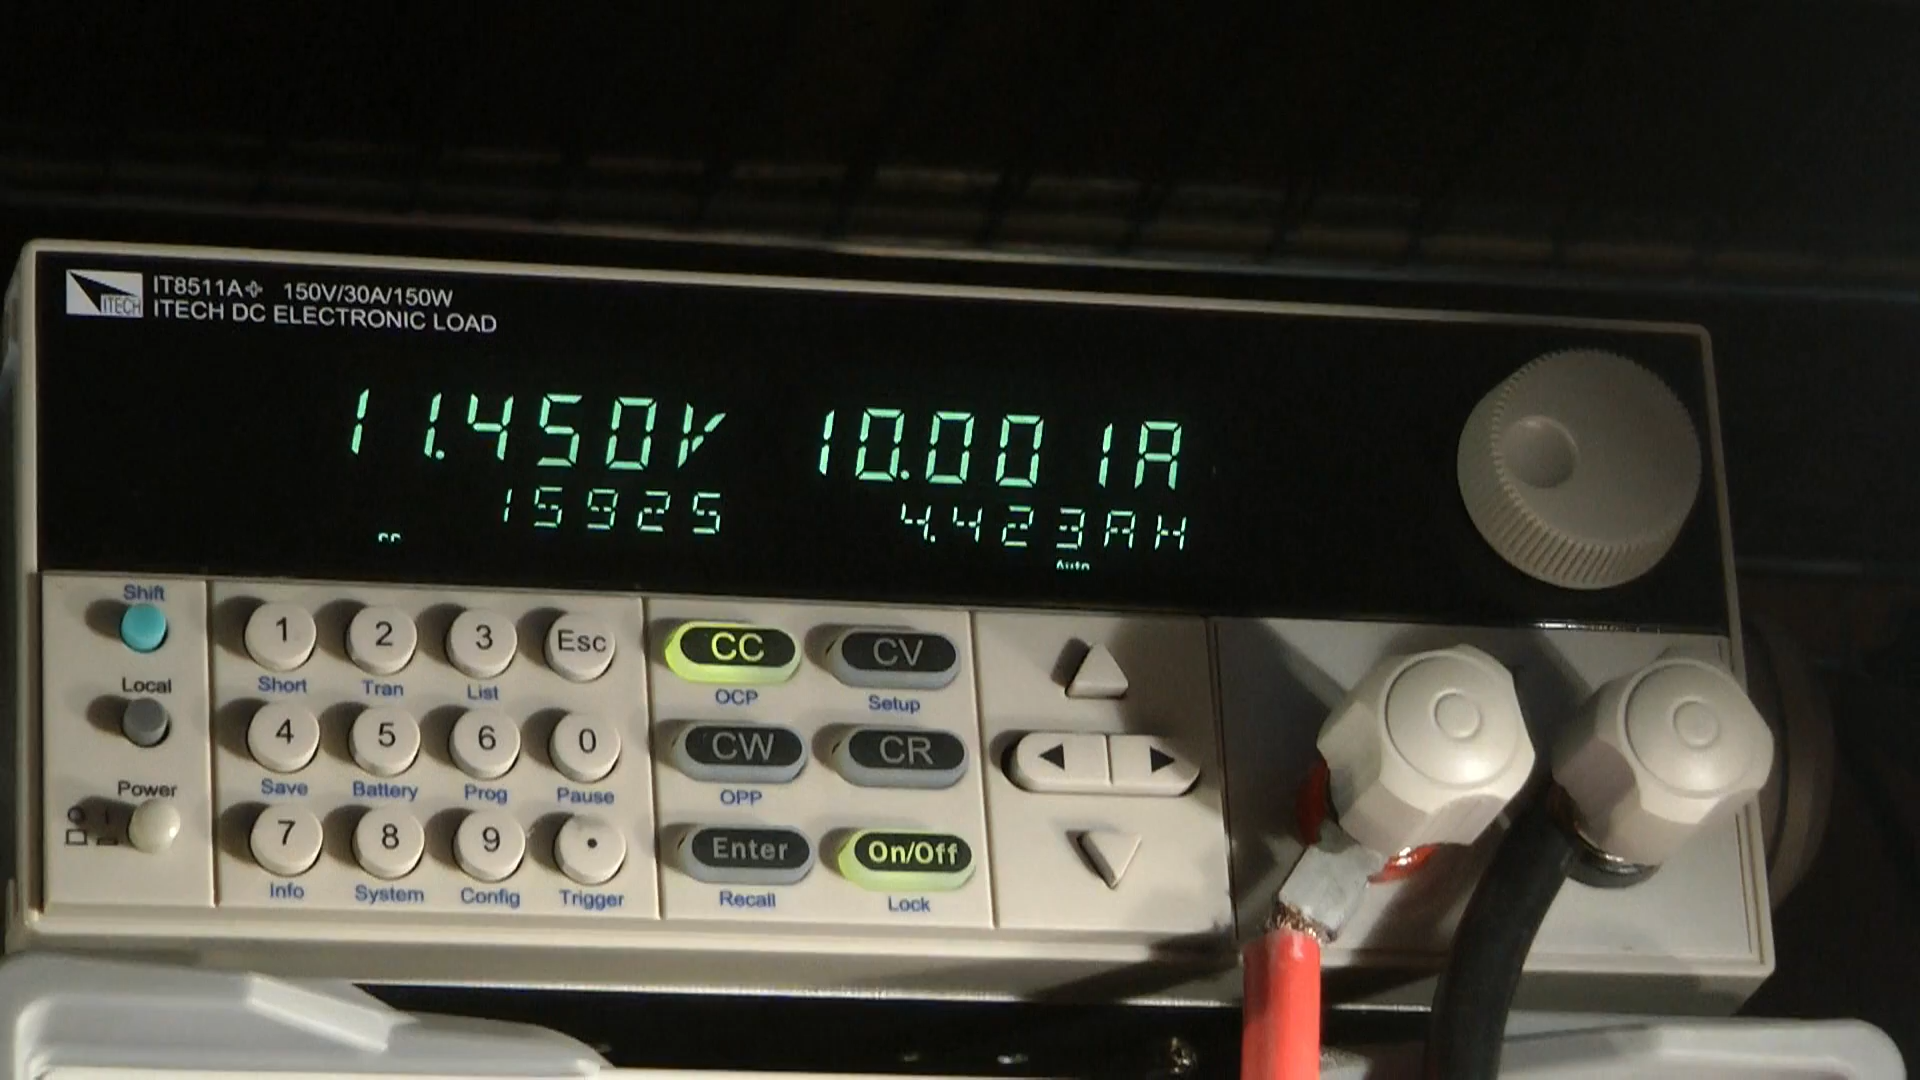 ITECH
IT8511A+ 150V/30A/150W
ITECH DC ELECTRONIC LOAD
11.450V 10.001A
1592S 4.423AH
CC Auto
Shift
1 2 3 Esc
CC CV
Short Tran List
OCP Setup
Local
4 5 6 0
CW CR
Power
Save Battery Prog Pause
OPP
7 8 9 •
Enter On/Off
Info System Config Trigger
Recall Lock